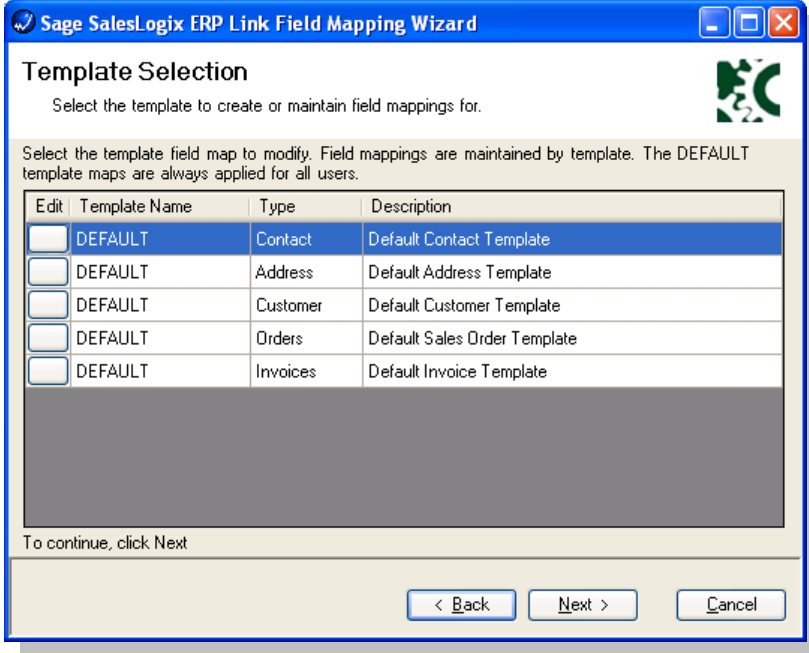 Sage SalesLogix ERP Link Field Mapping Wizard
Template Selection
Select the template to create or maintain field mappings for.
Select the template field map to modify. Field mappings are maintained by template. The DEFAULT
template maps are always applied for all users.
Edit Template Name Type Description
DEFAULT Contact Default Contact Template
DEFAULT Address Default Address Template
DEFAULT Customer Default Customer Template
DEFAULT Orders Default Sales Order Template
DEFAULT Invoices Default Invoice Template
To continue, click Next
< Back Next > Cancel